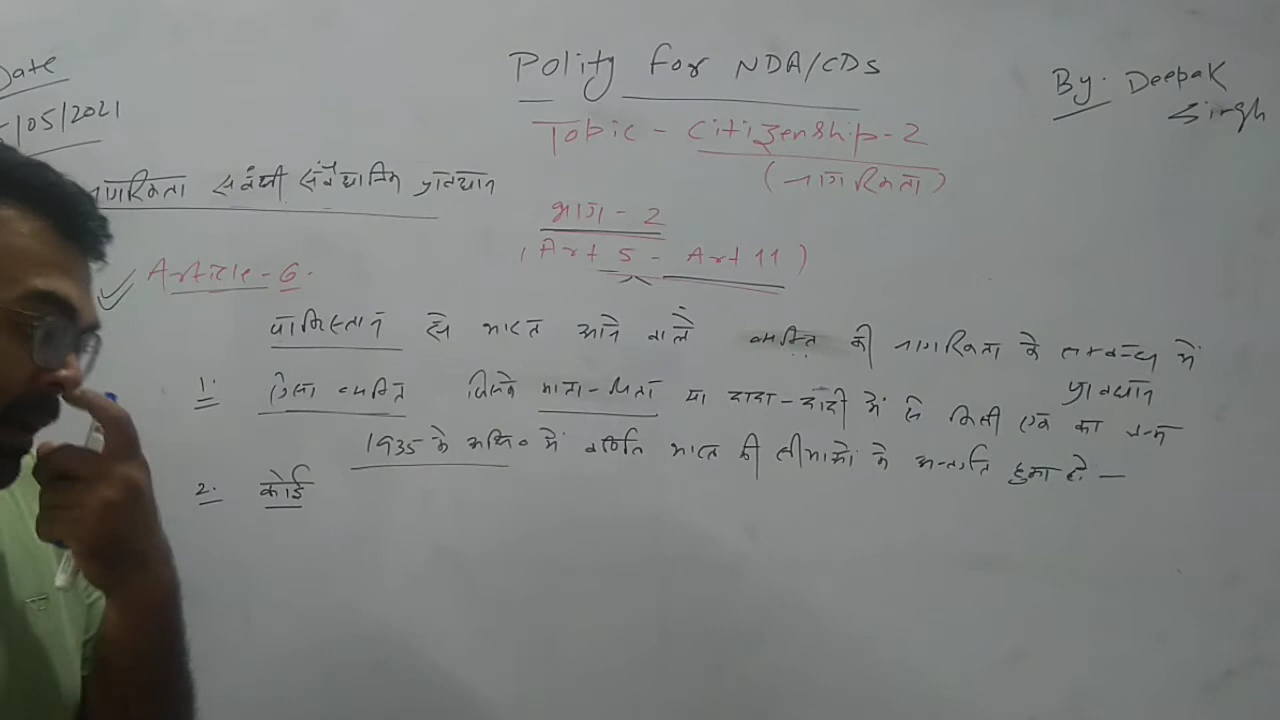 Date
/05/2021
Polity for NDA/CDS
By. Deepak Singh
Topic - Citizenship-2
(नागरिकता)
नागरिकता संबंधी संवैधानिक प्रावधान
भाग - 2
(Art 5 - Art 11)
Article - 6.
पाकिस्तान से भारत आने वाले व्यक्ति की नागरिकता के सम्बन्ध में प्रावधान
1. ऐसा व्यक्ति जिसके माता-पिता या दादा-दादी में से किसी एक का जन्म
1935 के अधि० में वर्णित भारत की सीमाओं के अन्तर्गत हुआ हो —
2. कोई